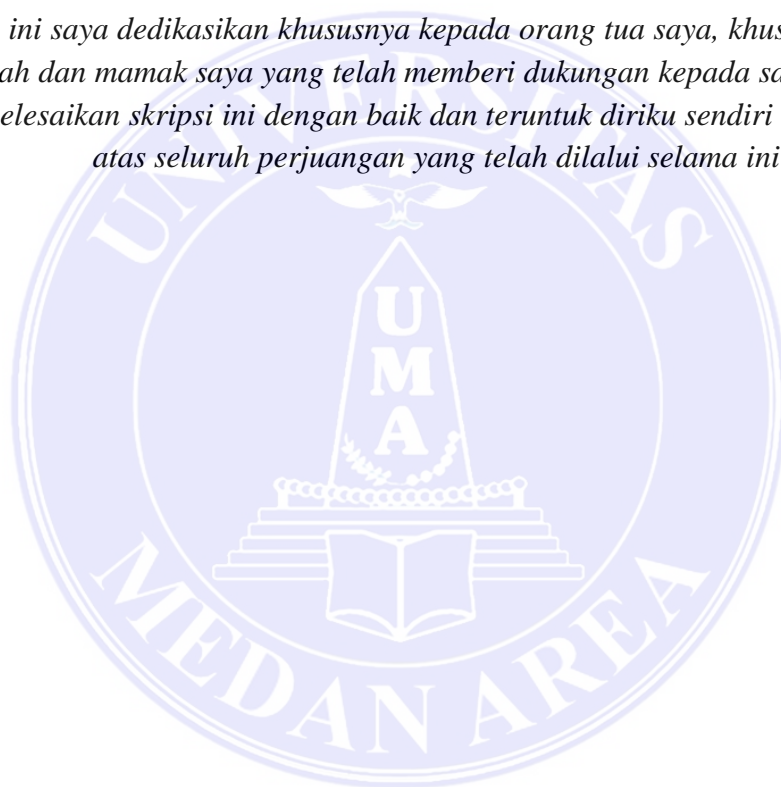 ini saya dedikasikan khususnya kepada orang tua saya, khus
ah dan mamak saya yang telah memberi dukungan kepada sa
elesaikan skripsi ini dengan baik dan teruntuk diriku sendiri
atas seluruh perjuangan yang telah dilalui selama ini
UNIVERSITAS
UMA
MEDAN AREA